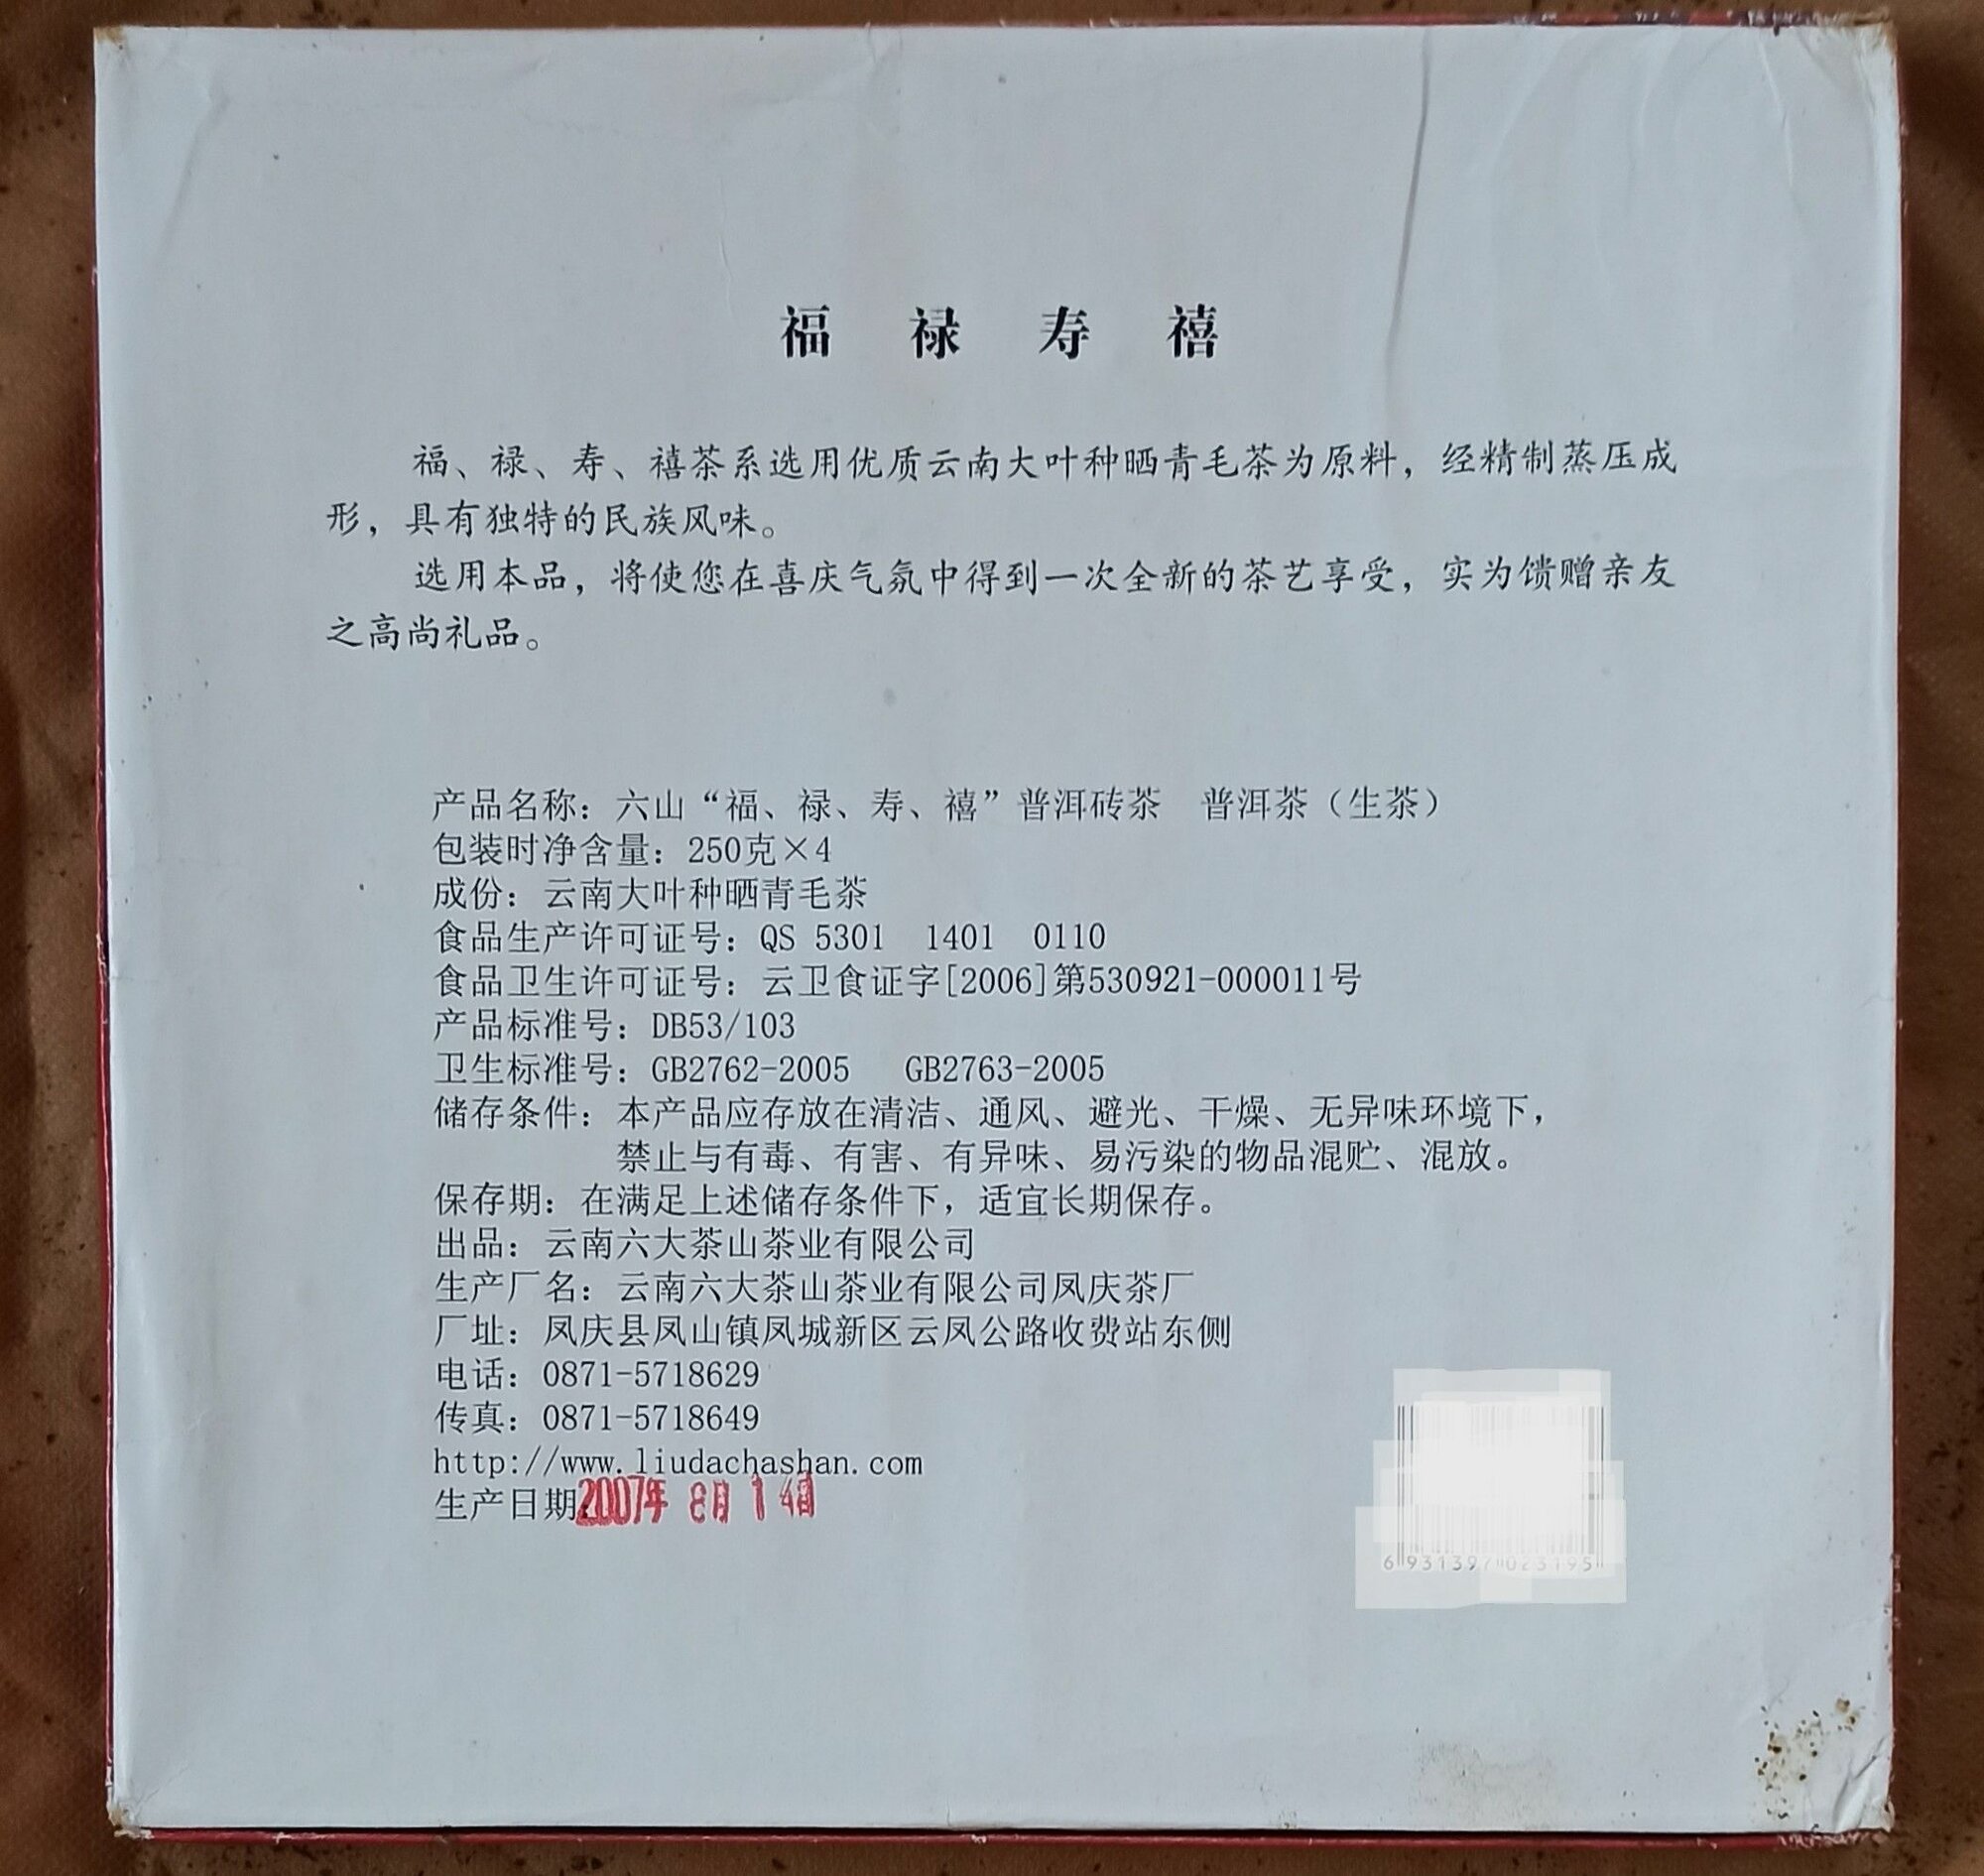 福 禄 寿 禧
福、禄、寿、禧茶系选用优质云南大叶种晒青毛茶为原料，经精制蒸压成
形，具有独特的民族风味。
选用本品，将使您在喜庆气氛中得到一次全新的茶艺享受，实为馈赠亲友
之高尚礼品。
产品名称：六山“福、禄、寿、禧”普洱砖茶 普洱茶（生茶）
包装时净含量：250克×4
成份：云南大叶种晒青毛茶
食品生产许可证号：QS 5301 1401 0110
食品卫生许可证号：云卫食证字[2006]第530921-000011号
产品标准号：DB53/103
卫生标准号：GB2762-2005 GB2763-2005
储存条件：本产品应存放在清洁、通风、避光、干燥、无异味环境下，
禁止与有毒、有害、有异味、易污染的物品混贮、混放。
保存期：在满足上述储存条件下，适宜长期保存。
出品：云南六大茶山茶业有限公司
生产厂名：云南六大茶山茶业有限公司凤庆茶厂
厂址：凤庆县凤山镇凤城新区云凤公路收费站东侧
电话：0871-5718629
传真：0871-5718649
http://www.liudachashan.com
生产日期：2007年 8月 14日
6 931397 023195